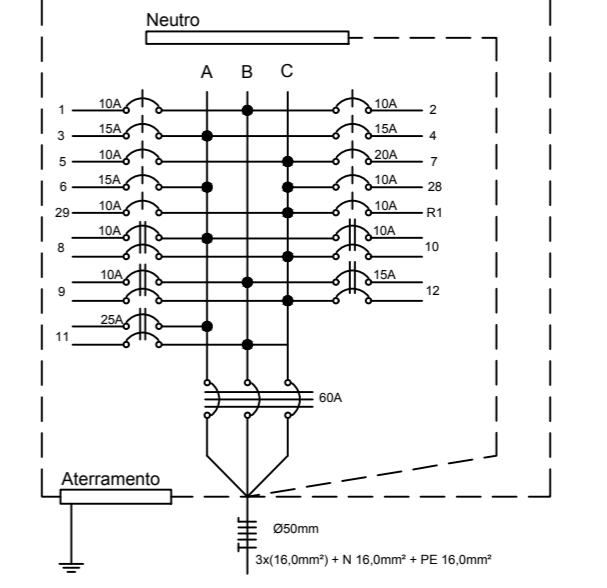 Neutro
A B C
1 10A 10A 2
3 15A 15A 4
5 10A 20A 7
6 15A 10A 28
29 10A 10A R1
8 10A 10A 10
9 10A 15A 12
11 25A
60A
Aterramento
Ø50mm
3x(16,0mm²) + N 16,0mm² + PE 16,0mm²